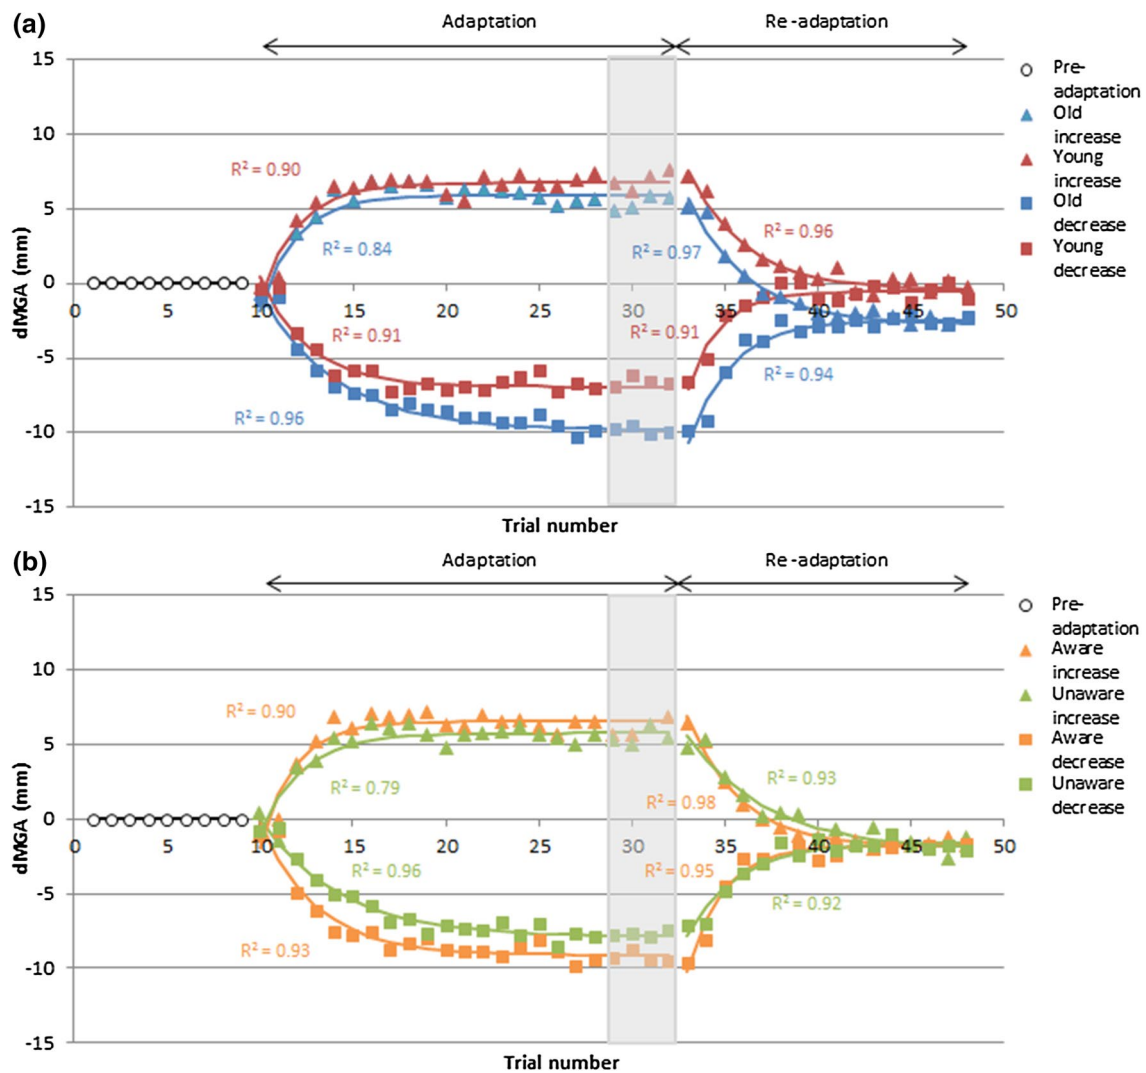 (a)
Adaptation
Re-adaptation
15
10
5
0
-5
-10
-15
dMGA (mm)
0 5 10 15 20 25 30 35 40 45 50
Trial number
R² = 0.90
R² = 0.84
R² = 0.91
R² = 0.96
R² = 0.97
R² = 0.96
R² = 0.91
R² = 0.94
Pre-
adaptation
Old
increase
Young
increase
Old
decrease
Young
decrease
(b)
Adaptation
Re-adaptation
15
10
5
0
-5
-10
-15
dMGA (mm)
0 5 10 15 20 25 30 35 40 45 50
Trial number
R² = 0.90
R² = 0.79
R² = 0.96
R² = 0.93
R² = 0.98
R² = 0.93
R² = 0.95
R² = 0.92
Pre-
adaptation
Aware
increase
Unaware
increase
Aware
decrease
Unaware
decrease